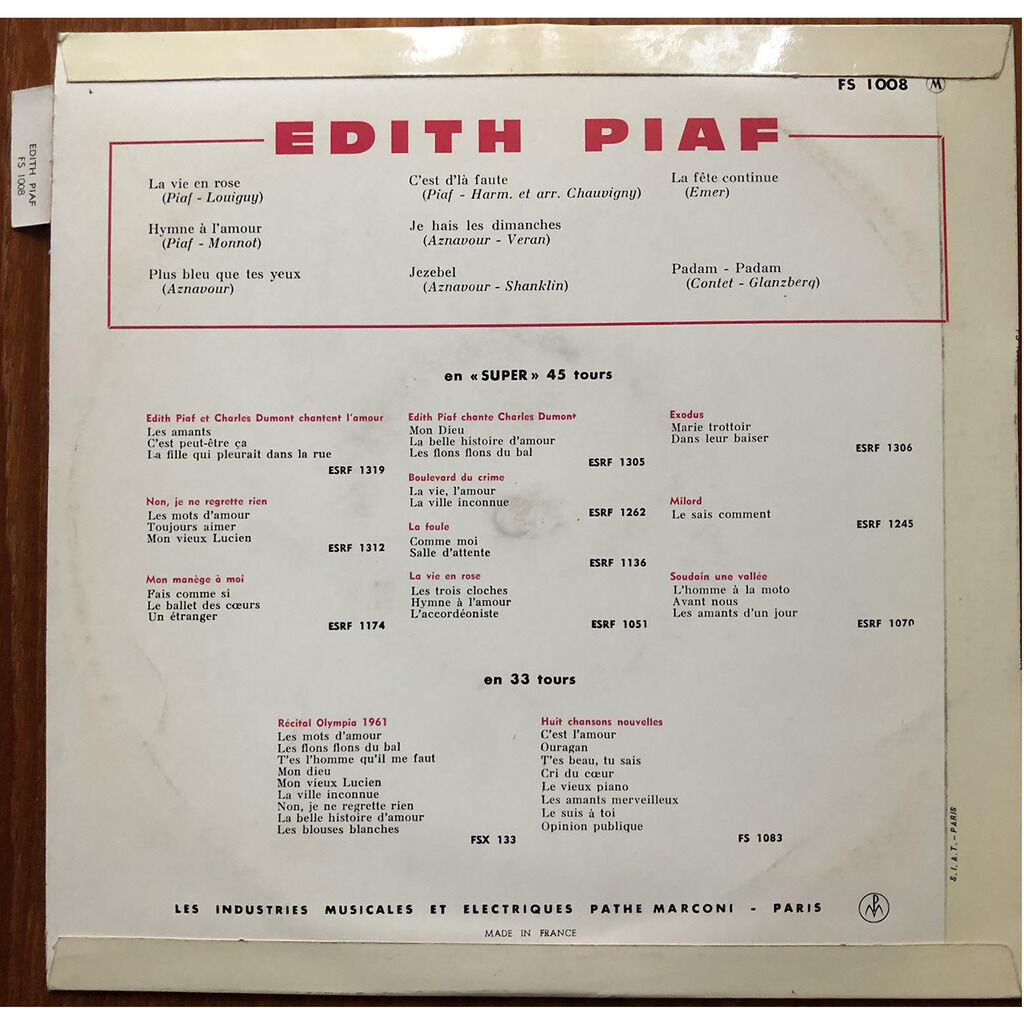 FS 1008 M
EDITH PIAF
FS 1008
EDITH PIAF
La vie en rose
(Piaf - Louiguy)
Hymne à l'amour
(Piaf - Monnot)
Plus bleu que tes yeux
(Aznavour)
C'est d'là faute
(Piaf - Harm. et arr. Chauvigny)
Je hais les dimanches
(Aznavour - Veran)
Jezebel
(Aznavour - Shanklin)
La fête continue
(Emer)
Padam - Padam
(Contet - Glanzberg)
en « SUPER » 45 tours
Edith Piaf et Charles Dumont chantent l'amour
Les amants
C'est peut-être ça
La fille qui pleurait dans la rue
ESRF 1319
Non, je ne regrette rien
Les mots d'amour
Toujours aimer
Mon vieux Lucien
ESRF 1312
Mon manège à moi
Fais comme si
Le ballet des cœurs
Un étranger
ESRF 1174
Edith Piaf chante Charles Dumont
Mon Dieu
La belle histoire d'amour
Les flons flons du bal
ESRF 1305
Boulevard du crime
La vie, l'amour
La ville inconnue
ESRF 1262
La foule
Comme moi
Salle d'attente
ESRF 1136
La vie en rose
Les trois cloches
Hymne à l'amour
L'accordéoniste
ESRF 1051
Exodus
Marie trottoir
Dans leur baiser
ESRF 1306
Milord
Le sais comment
ESRF 1245
Soudain une vallée
L'homme à la moto
Avant nous
Les amants d'un jour
ESRF 1070
en 33 tours
Récital Olympia 1961
Les mots d'amour
Les flons flons du bal
T'es l'homme qu'il me faut
Mon dieu
Mon vieux Lucien
La ville inconnue
Non, je ne regrette rien
La belle histoire d'amour
Les blouses blanches
FSX 133
Huit chansons nouvelles
C'est l'amour
Ouragan
T'es beau, tu sais
Cri du cœur
Le vieux piano
Les amants merveilleux
Le suis à toi
Opinion publique
FS 1083
S. I. A. T. - PARIS
LES INDUSTRIES MUSICALES ET ELECTRIQUES PATHE MARCONI - PARIS
MADE IN FRANCE